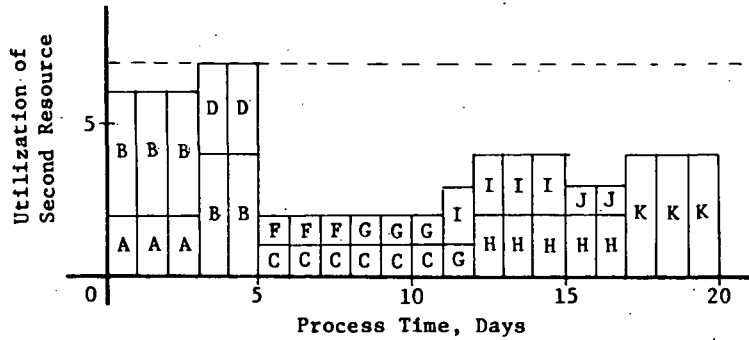 Utilization of
Second Resource
D D
B B B
5
I I I I J J
B B K K K
F F F G G G
A A A H H H H H
C C C C C C G
0 5 10 15 20
Process Time, Days